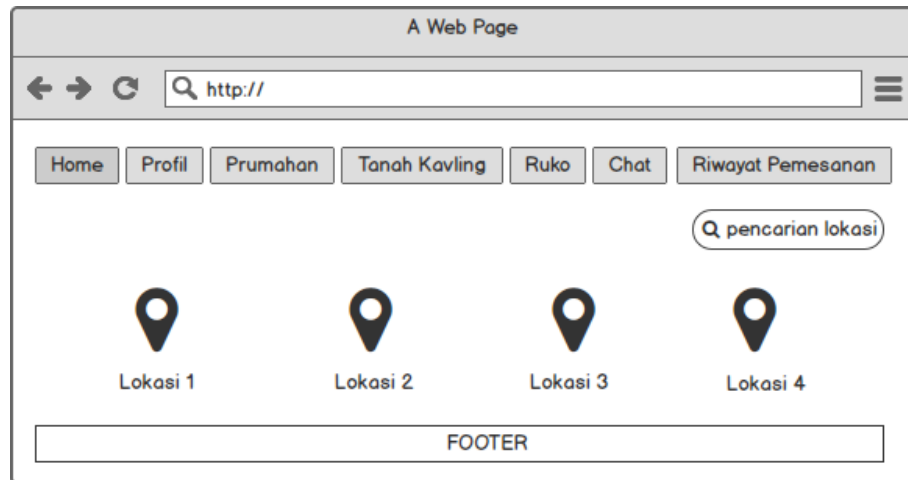 A Web Page
http://
Home Profil Prumahan Tanah Kavling Ruko Chat Riwayat Pemesanan
pencarian lokasi
Lokasi 1 Lokasi 2 Lokasi 3 Lokasi 4
FOOTER